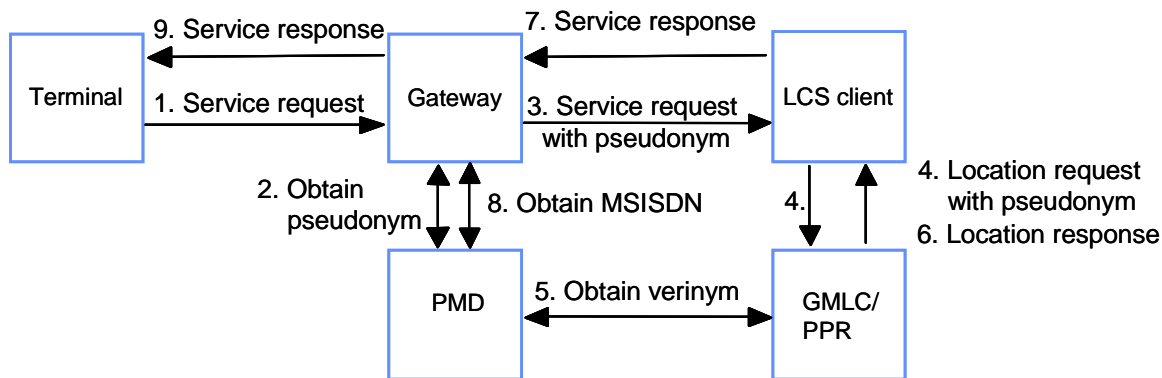 9. Service response
7. Service response
Terminal
Gateway
LCS client
1. Service request
3. Service request
with pseudonym
2. Obtain
pseudonym
8. Obtain MSISDN
4.
4. Location request
with pseudonym
6. Location response
PMD
5. Obtain verinym
GMLC/
PPR